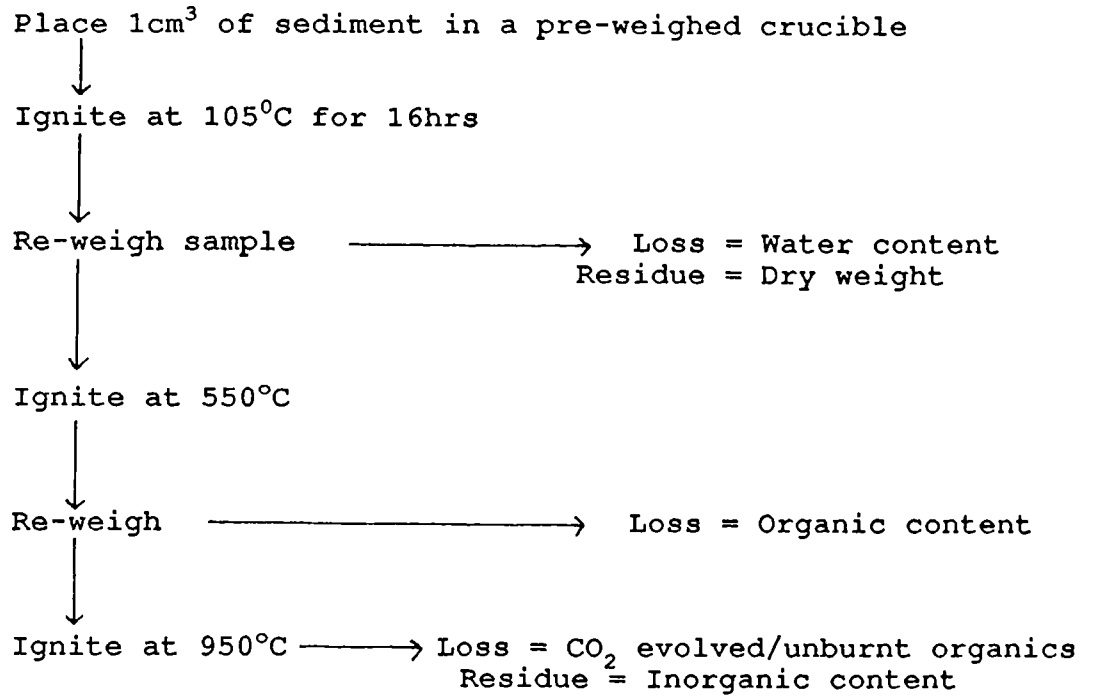 Place 1cm³ of sediment in a pre-weighed crucible
Ignite at 105⁰C for 16hrs
Re-weigh sample
Loss = Water content
Residue = Dry weight
Ignite at 550°C
Re-weigh
Loss = Organic content
Ignite at 950°C
Loss = CO₂ evolved/unburnt organics
Residue = Inorganic content